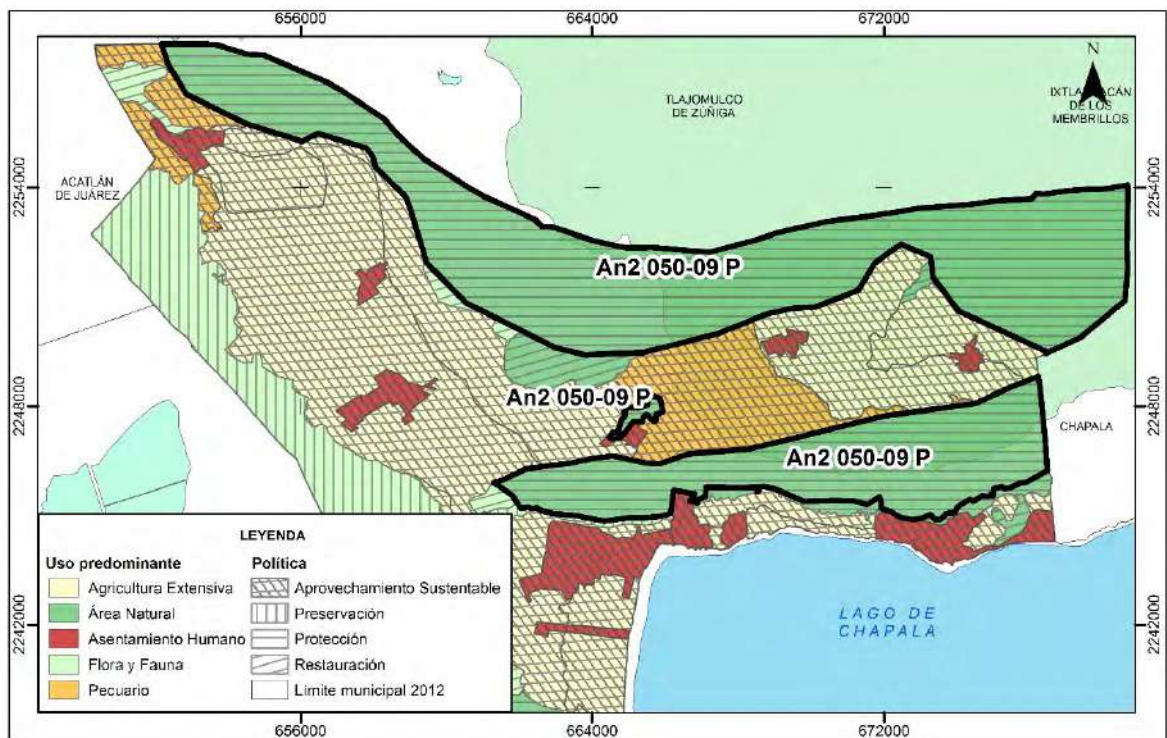 656000 664000 672000
N
TLAJOMULCO
DE ZÚÑIGA
DE LOS
MEMBRILLOS
ACATLÁN
DE JUÁREZ
2254000
2254000
An2 050-09 P
An2 050-09 P
2248000
2248000
CHAPALA
An2 050-09 P
LEYENDA
Uso predominante
Agricultura Extensiva
Área Natural
Asentamiento Humano
Flora y Fauna
Pecuario
Política
Aprovechamiento Sustentable
Preservación
Protección
Restauración
Limite municipal 2012
LAGO DE
CHAPALA
2242000
2242000
656000 664000 672000